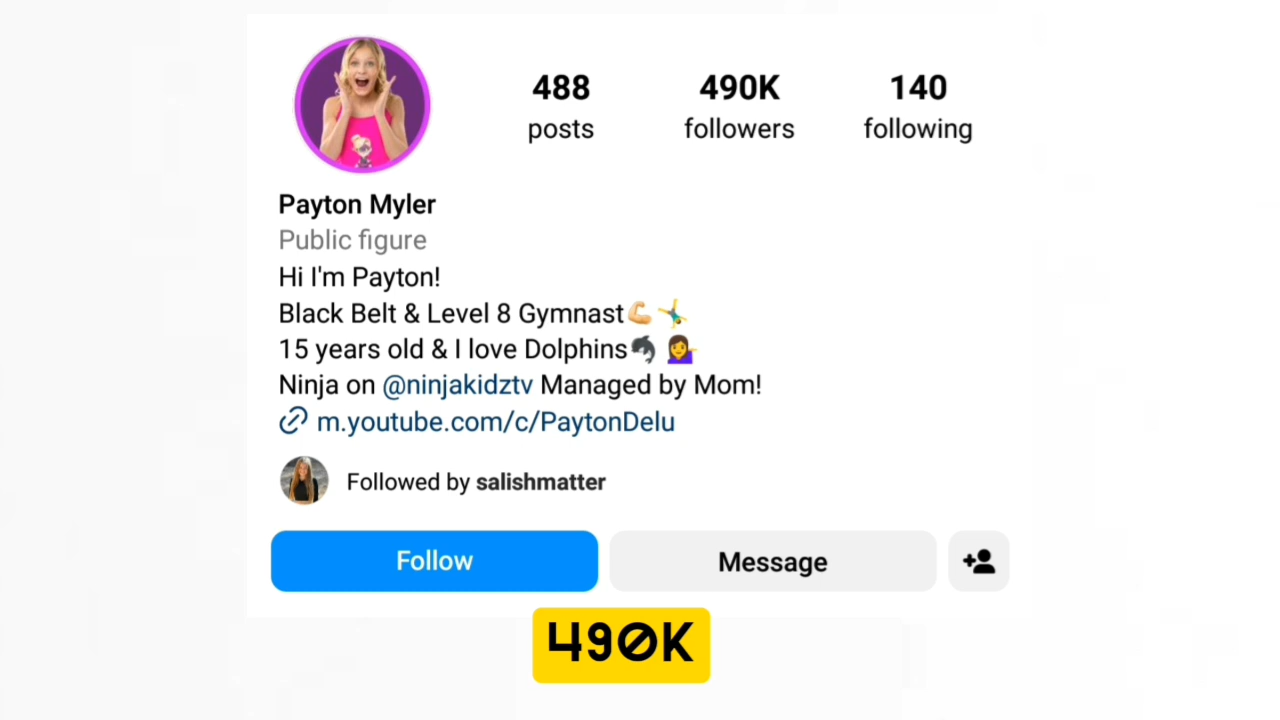 488 490K 140
posts followers following
Payton Myler
Public figure
Hi I'm Payton!
Black Belt & Level 8 Gymnast💪🏼🤸‍♂️
15 years old & I love Dolphins🐬💁‍♀️
Ninja on @ninjakidztv Managed by Mom!
m.youtube.com/c/PaytonDelu
Followed by salishmatter
Follow Message
490K